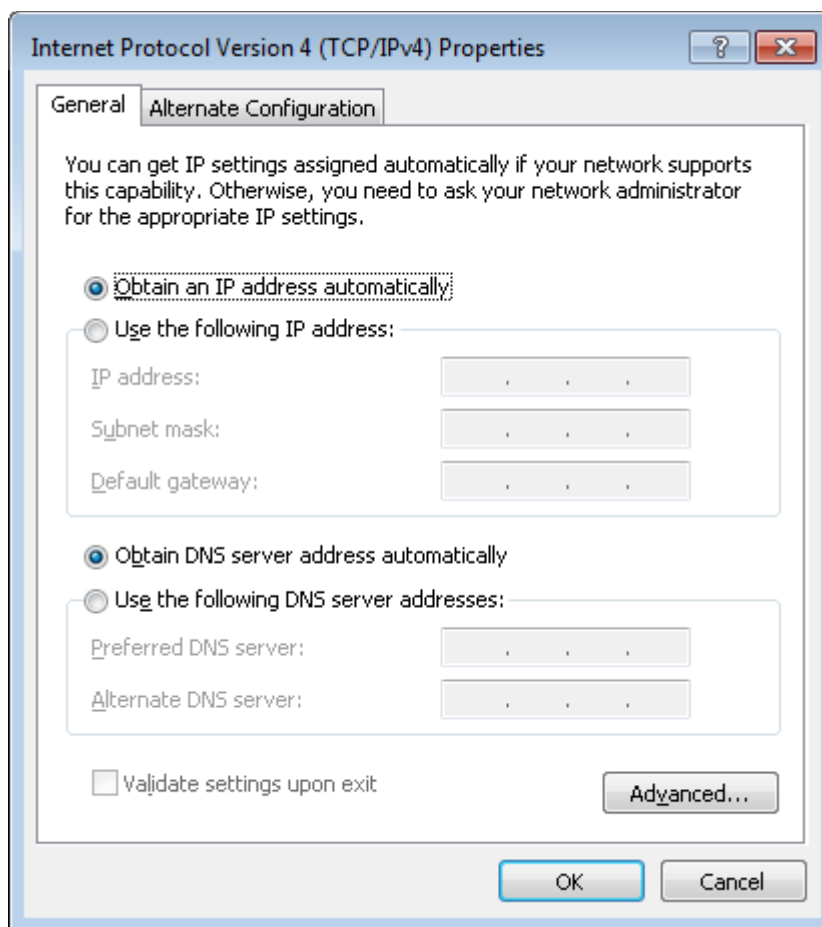 Internet Protocol Version 4 (TCP/IPv4) Properties
?
General
Alternate Configuration
You can get IP settings assigned automatically if your network supports
this capability. Otherwise, you need to ask your network administrator
for the appropriate IP settings.
Obtain an IP address automatically
Use the following IP address:
IP address: . . .
Subnet mask: . . .
Default gateway: . . .
Obtain DNS server address automatically
Use the following DNS server addresses:
Preferred DNS server: . . .
Alternate DNS server: . . .
Validate settings upon exit
Advanced...
OK
Cancel